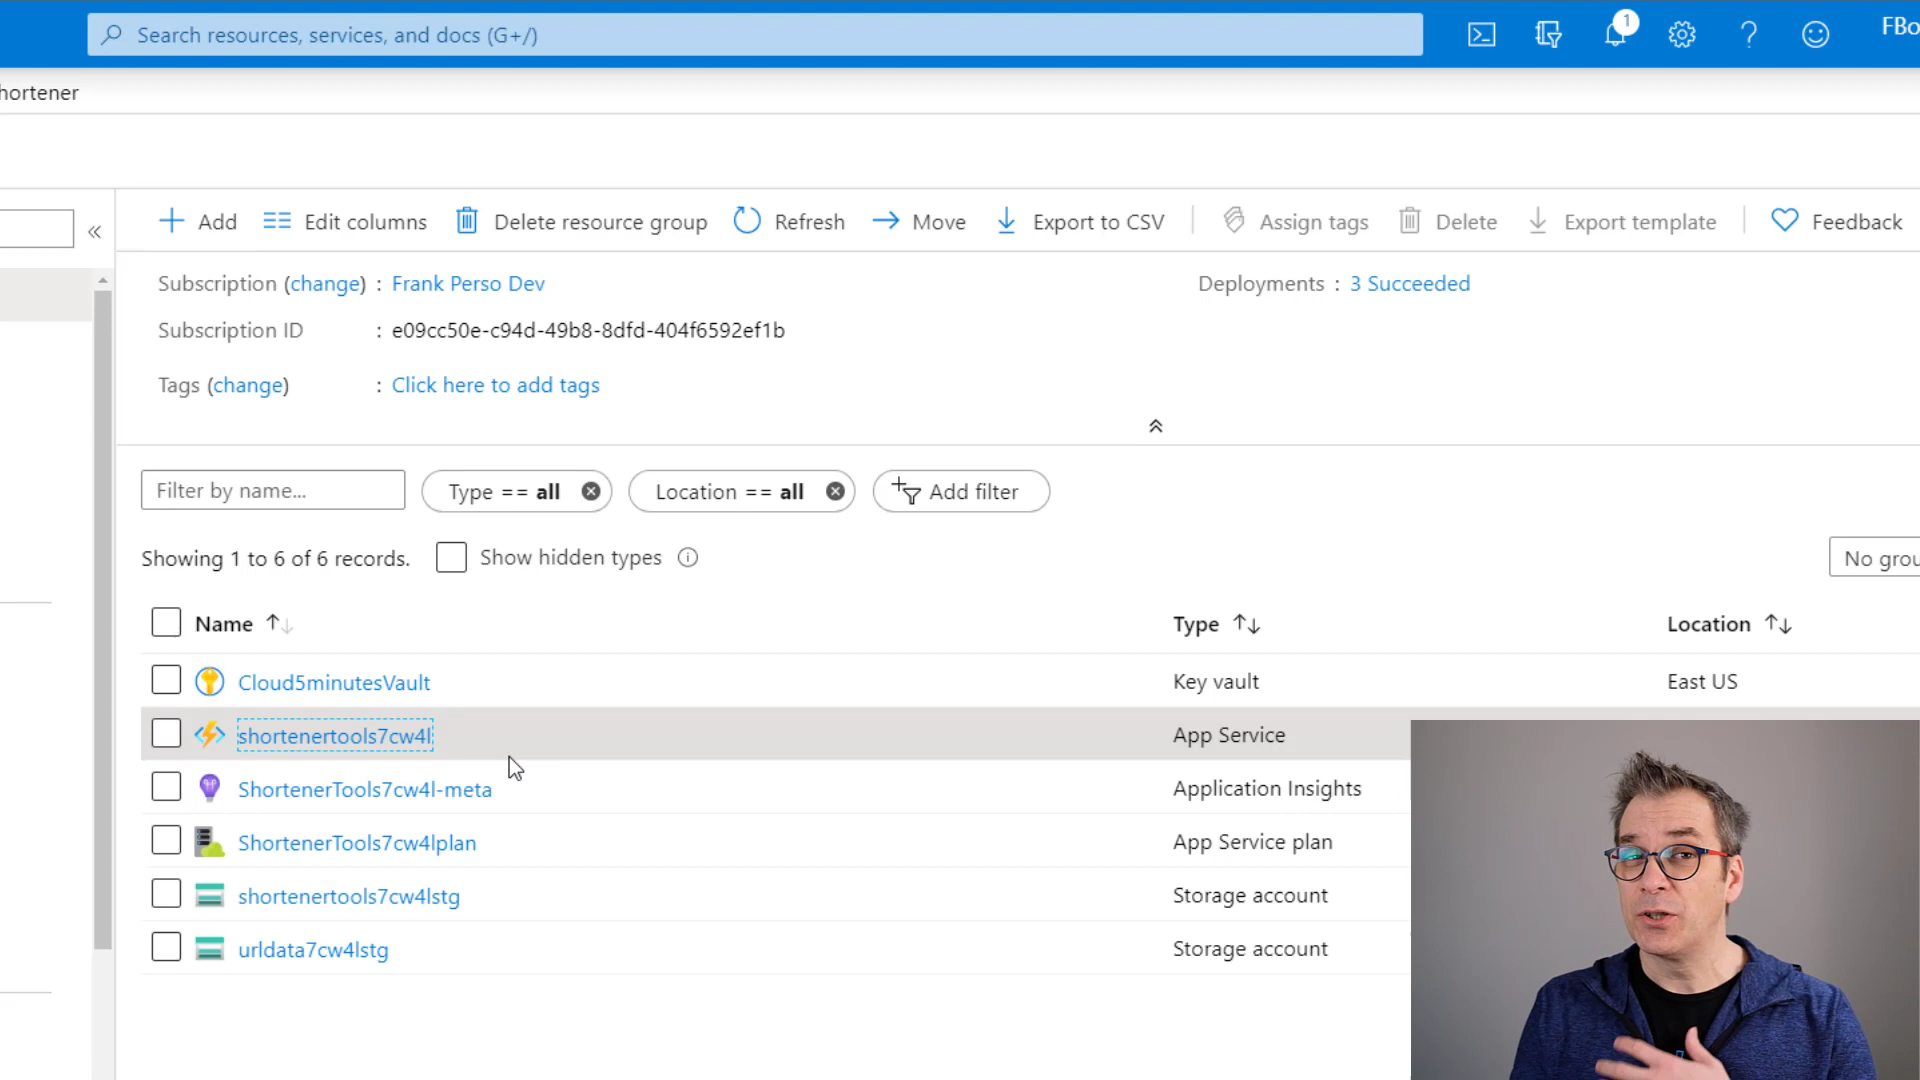 Search resources, services, and docs (G+/)
1
FBo
hortener
Add Edit columns Delete resource group Refresh Move Export to CSV Assign tags Delete Export template Feedback
Subscription (change) : Frank Perso Dev
Deployments : 3 Succeeded
Subscription ID : e09cc50e-c94d-49b8-8dfd-404f6592ef1b
Tags (change) : Click here to add tags
Filter by name... Type == all Location == all Add filter
Showing 1 to 6 of 6 records. Show hidden types
No grou
Name Type Location
Cloud5minutesVault Key vault East US
shortenertools7cw4l App Service
ShortenerTools7cw4l-meta Application Insights
ShortenerTools7cw4lplan App Service plan
shortenertools7cw4lstg Storage account
urldata7cw4lstg Storage account